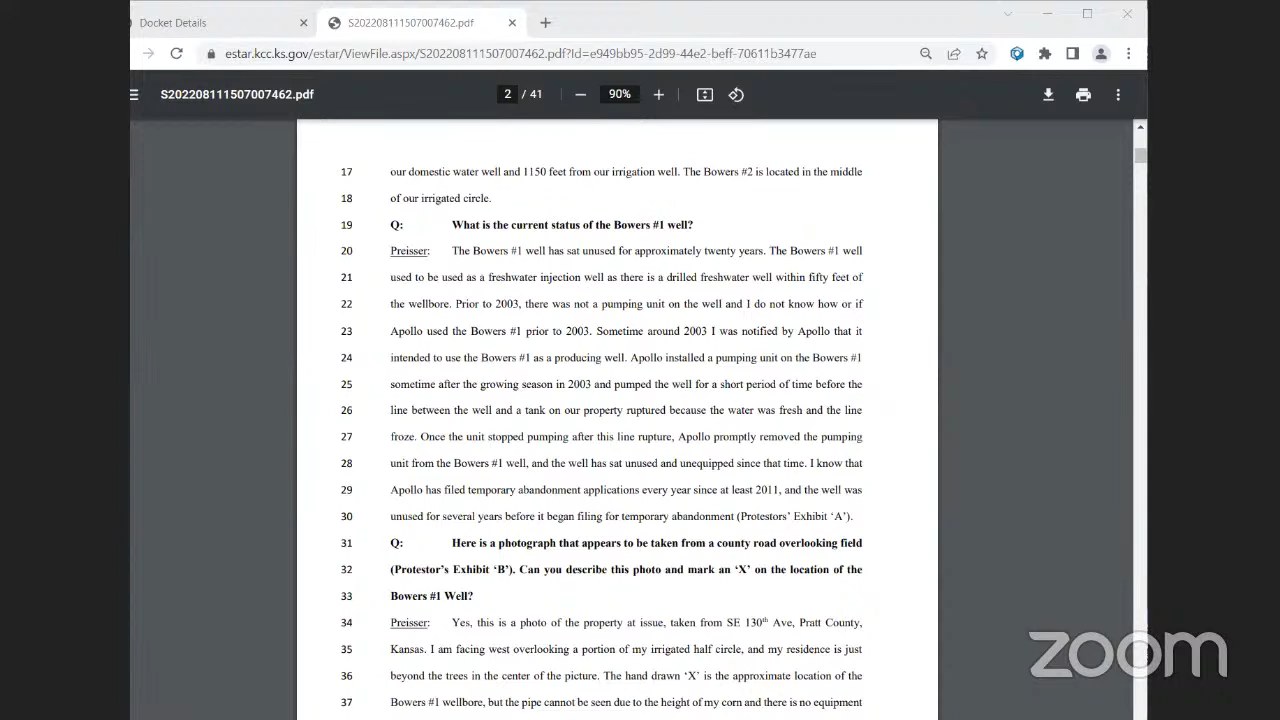 Docket Details
S202208111507007462.pdf
estar.kcc.ks.gov/estar/ViewFile.aspx/S202208111507007462.pdf?Id=e949bb95-2d99-44e2-beff-70611b3477ae
S202208111507007462.pdf 2 / 41 90%
17 our domestic water well and 1150 feet from our irrigation well. The Bowers #2 is located in the middle
18 of our irrigated circle.
19 Q: What is the current status of the Bowers #1 well?
20 Preisser: The Bowers #1 well has sat unused for approximately twenty years. The Bowers #1 well
21 used to be used as a freshwater injection well as there is a drilled freshwater well within fifty feet of
22 the wellbore. Prior to 2003, there was not a pumping unit on the well and I do not know how or if
23 Apollo used the Bowers #1 prior to 2003. Sometime around 2003 I was notified by Apollo that it
24 intended to use the Bowers #1 as a producing well. Apollo installed a pumping unit on the Bowers #1
25 sometime after the growing season in 2003 and pumped the well for a short period of time before the
26 line between the well and a tank on our property ruptured because the water was fresh and the line
27 froze. Once the unit stopped pumping after this line rupture, Apollo promptly removed the pumping
28 unit from the Bowers #1 well, and the well has sat unused and unequipped since that time. I know that
29 Apollo has filed temporary abandonment applications every year since at least 2011, and the well was
30 unused for several years before it began filing for temporary abandonment (Protestors' Exhibit 'A').
31 Q: Here is a photograph that appears to be taken from a county road overlooking field
32 (Protestor's Exhibit 'B'). Can you describe this photo and mark an 'X' on the location of the
33 Bowers #1 Well?
34 Preisser: Yes, this is a photo of the property at issue, taken from SE 130th Ave, Pratt County,
35 Kansas. I am facing west overlooking a portion of my irrigated half circle, and my residence is just
36 beyond the trees in the center of the picture. The hand drawn 'X' is the approximate location of the
37 Bowers #1 wellbore, but the pipe cannot be seen due to the height of my corn and there is no equipment
zoom